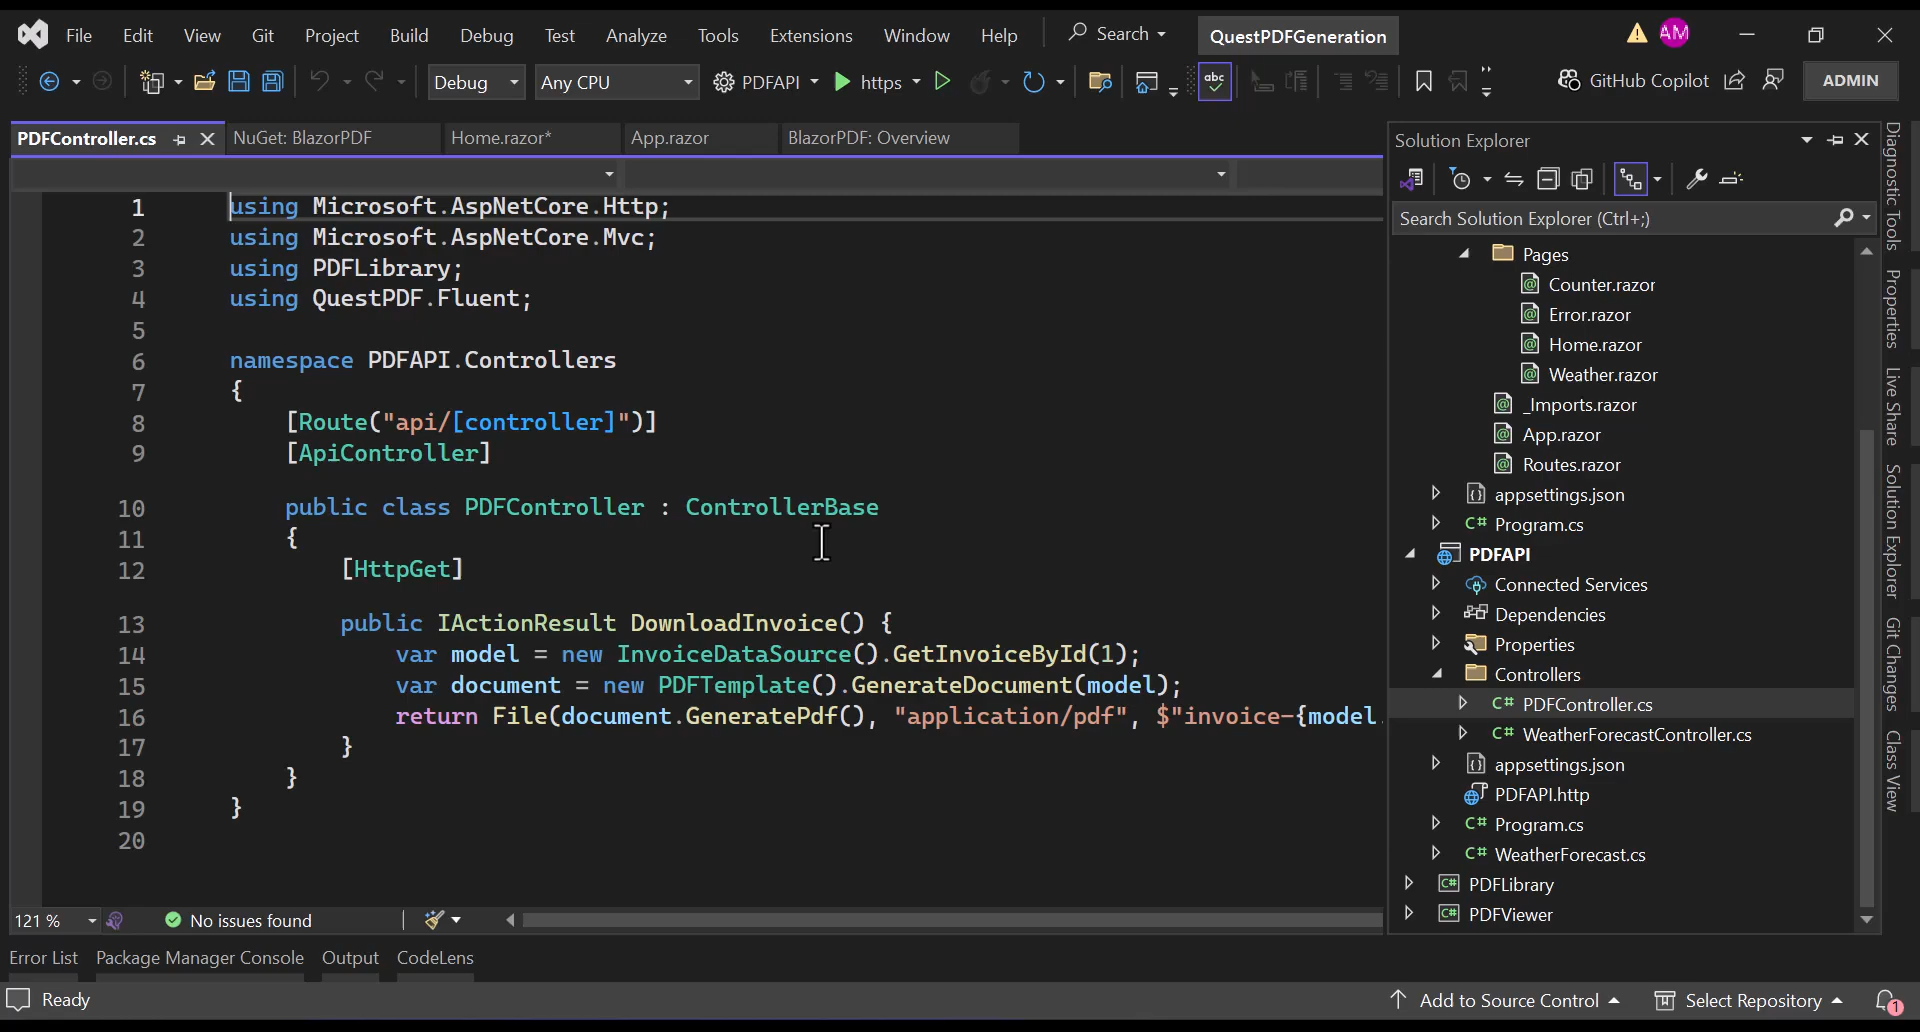 File Edit View Git Project Build Debug Test Analyze Tools Extensions Window Help Search QuestPDFGeneration AM
Debug Any CPU PDFAPI https abc GitHub Copilot ADMIN
PDFController.cs NuGet: BlazorPDF Home.razor* App.razor BlazorPDF: Overview
1 using Microsoft.AspNetCore.Http;
2 using Microsoft.AspNetCore.Mvc;
3 using PDFLibrary;
4 using QuestPDF.Fluent;
5
6 namespace PDFAPI.Controllers
7 {
8 [Route("api/[controller]")]
9 [ApiController]
10 public class PDFController : ControllerBase
11 {
12 [HttpGet]
13 public IActionResult DownloadInvoice() {
14 var model = new InvoiceDataSource().GetInvoiceById(1);
15 var document = new PDFTemplate().GenerateDocument(model);
16 return File(document.GeneratePdf(), "application/pdf", $"invoice-{model.
17 }
18 }
19 }
20
121 % No issues found
Solution Explorer
Search Solution Explorer (Ctrl+;)
Pages
@ Counter.razor
@ Error.razor
@ Home.razor
@ Weather.razor
@ _Imports.razor
@ App.razor
@ Routes.razor
{} appsettings.json
C# Program.cs
PDFAPI
Connected Services
Dependencies
Properties
Controllers
C# PDFController.cs
C# WeatherForecastController.cs
{} appsettings.json
PDFAPI.http
C# Program.cs
C# WeatherForecast.cs
C# PDFLibrary
C# PDFViewer
Diagnostic Tools
Properties
Live Share
Solution Explorer
Git Changes
Class View
Error List Package Manager Console Output CodeLens
Ready Add to Source Control Select Repository 1